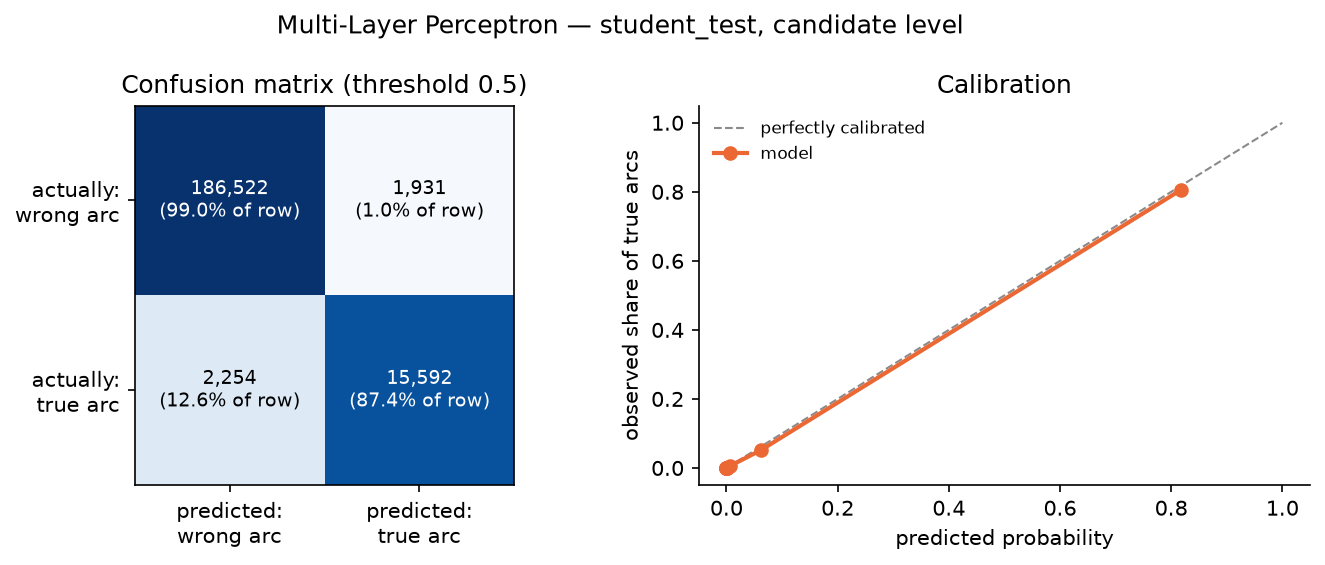 Multi-Layer Perceptron — student_test, candidate level
Confusion matrix (threshold 0.5)
actually:
wrong arc
186,522
(99.0% of row)
1,931
(1.0% of row)
actually:
true arc
2,254
(12.6% of row)
15,592
(87.4% of row)
predicted:
wrong arc
predicted:
true arc
Calibration
perfectly calibrated
model
observed share of true arcs
1.0
0.8
0.6
0.4
0.2
0.0
0.0 0.2 0.4 0.6 0.8 1.0
predicted probability